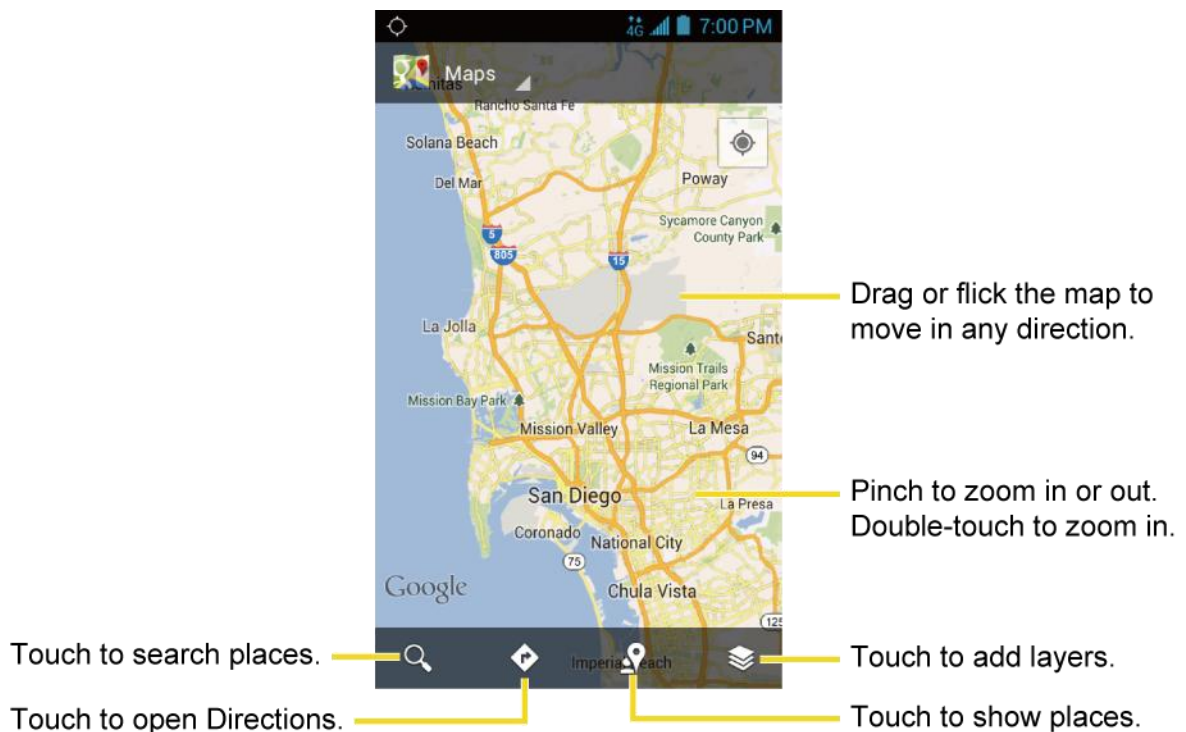 4G 7:00 PM
Maps
Rancho Santa Fe
Solana Beach
Del Mar
Poway
Sycamore Canyon
County Park
5
805
15
Drag or flick the map to
move in any direction.
La Jolla
Mission Trails
Regional Park
Mission Bay Park
Mission Valley
La Mesa
94
San Diego
La Presa
Pinch to zoom in or out.
Double-touch to zoom in.
Coronado
National City
75
Google
Chula Vista
125
Touch to search places.
Touch to add layers.
Touch to open Directions.
Touch to show places.